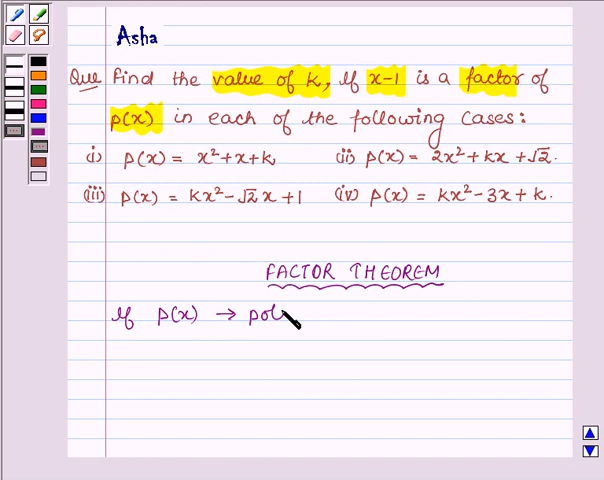 Asha
Que Find the value of k, if x-1 is a factor of
p(x) in each of the following cases:
(i) p(x) = x²+x+k (ii) p(x) = 2x²+kx+√2.
(iii) p(x) = kx²-√2x+1 (iv) p(x) = kx²-3x+k.
FACTOR THEOREM
If p(x) → pol